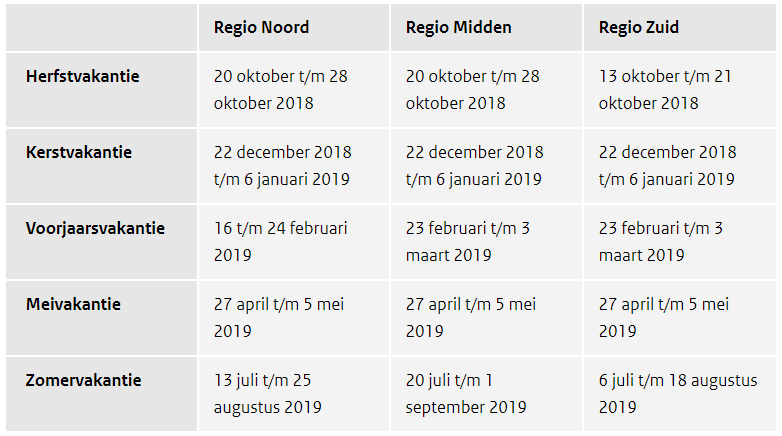 Regio Noord Regio Midden Regio Zuid
Herfstvakantie 20 oktober t/m 28 20 oktober t/m 28 13 oktober t/m 21
oktober 2018 oktober 2018 oktober 2018
Kerstvakantie 22 december 2018 22 december 2018 22 december 2018
t/m 6 januari 2019 t/m 6 januari 2019 t/m 6 januari 2019
Voorjaarsvakantie 16 t/m 24 februari 23 februari t/m 3 23 februari t/m 3
2019 maart 2019 maart 2019
Meivakantie 27 april t/m 5 mei 27 april t/m 5 mei 27 april t/m 5 mei
2019 2019 2019
Zomervakantie 13 juli t/m 25 20 juli t/m 1 6 juli t/m 18 augustus
augustus 2019 september 2019 2019